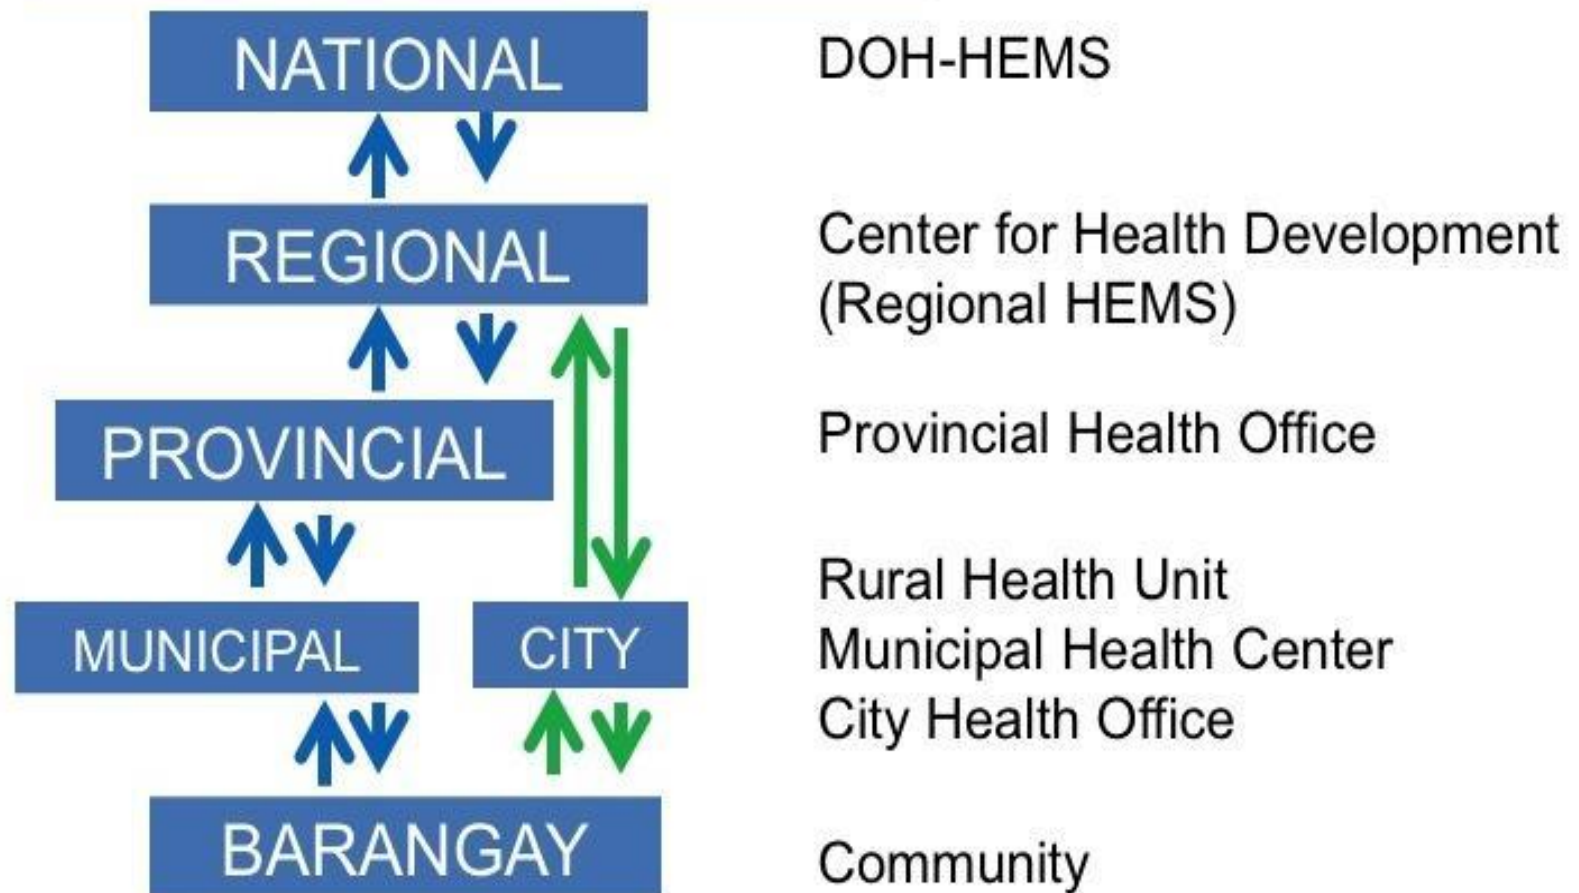 NATIONAL
DOH-HEMS
REGIONAL
Center for Health Development
(Regional HEMS)
PROVINCIAL
Provincial Health Office
MUNICIPAL
CITY
Rural Health Unit
Municipal Health Center
City Health Office
BARANGAY
Community